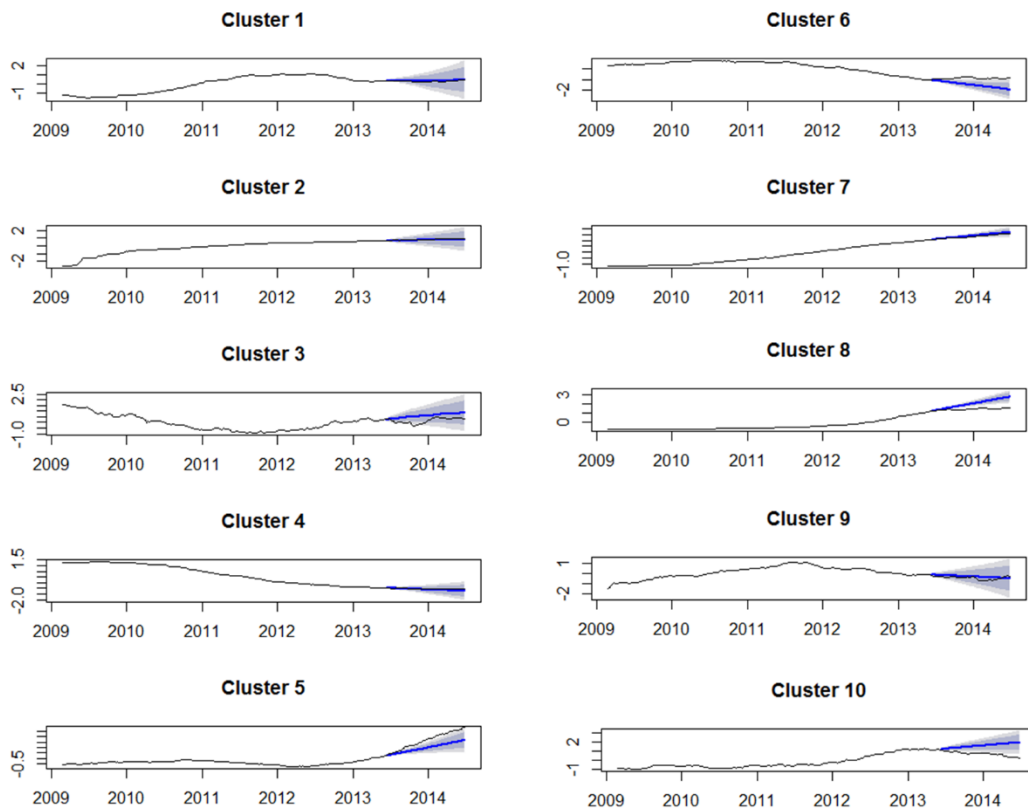 Cluster 1
2
-1
2009 2010 2011 2012 2013 2014
Cluster 2
2
-2
2009 2010 2011 2012 2013 2014
Cluster 3
2.5
-1.0
2009 2010 2011 2012 2013 2014
Cluster 4
1.5
-2.0
2009 2010 2011 2012 2013 2014
Cluster 5
-0.5
2009 2010 2011 2012 2013 2014
Cluster 6
-2
2009 2010 2011 2012 2013 2014
Cluster 7
-1.0
2009 2010 2011 2012 2013 2014
Cluster 8
3
0
2009 2010 2011 2012 2013 2014
Cluster 9
1
-2
2009 2010 2011 2012 2013 2014
Cluster 10
2
-1
2009 2010 2011 2012 2013 2014